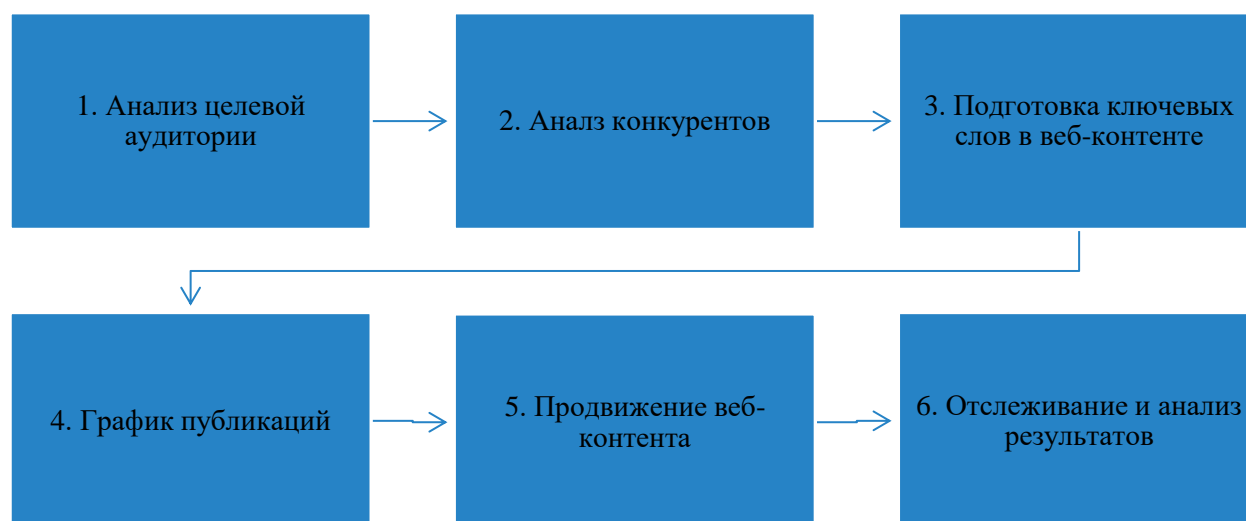 1. Анализ целевой
аудитории
2. Аналз конкурентов
3. Подготовка ключевых
слов в веб-контенте
4. График публикаций
5. Продвижение веб-
контента
6. Отслеживание и анализ
результатов